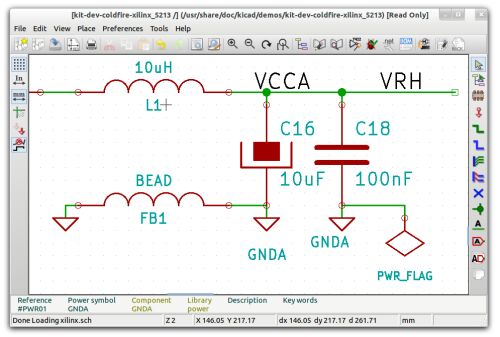 [kit-dev-coldfire-xilinx_5213 /] (/usr/share/doc/kicad/demos/kit-dev-coldfire-xilinx_5213) [Read Only]
File Edit View Place Preferences Tools Help
In
10uH
VCCA
VRH
L1
C16
C18
10uF
100nF
BEAD
FB1
GNDA
GNDA
PWR_FLAG
Reference Power symbol Component Library Description Key words
#PWR01 GNDA GNDA power
Done Loading xilinx.sch Z 2 X 146.05 Y 217.17 dx 146.05 dy 217.17 d 261.71 mm